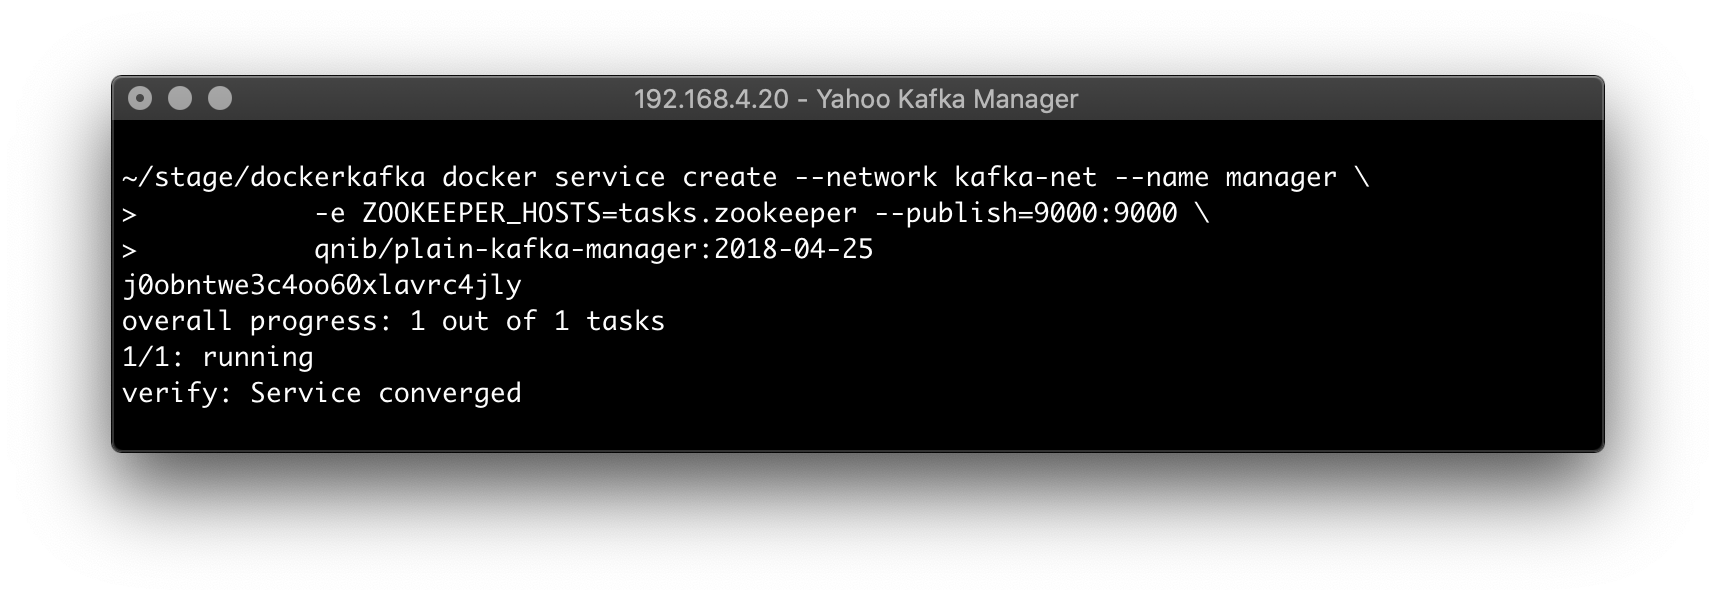 192.168.4.20 - Yahoo Kafka Manager
~/stage/dockerkafka docker service create --network kafka-net --name manager \
>           -e ZOOKEEPER_HOSTS=tasks.zookeeper --publish=9000:9000 \
>           qnib/plain-kafka-manager:2018-04-25
j0obntwe3c4oo60xlavrc4jly
overall progress: 1 out of 1 tasks
1/1: running
verify: Service converged